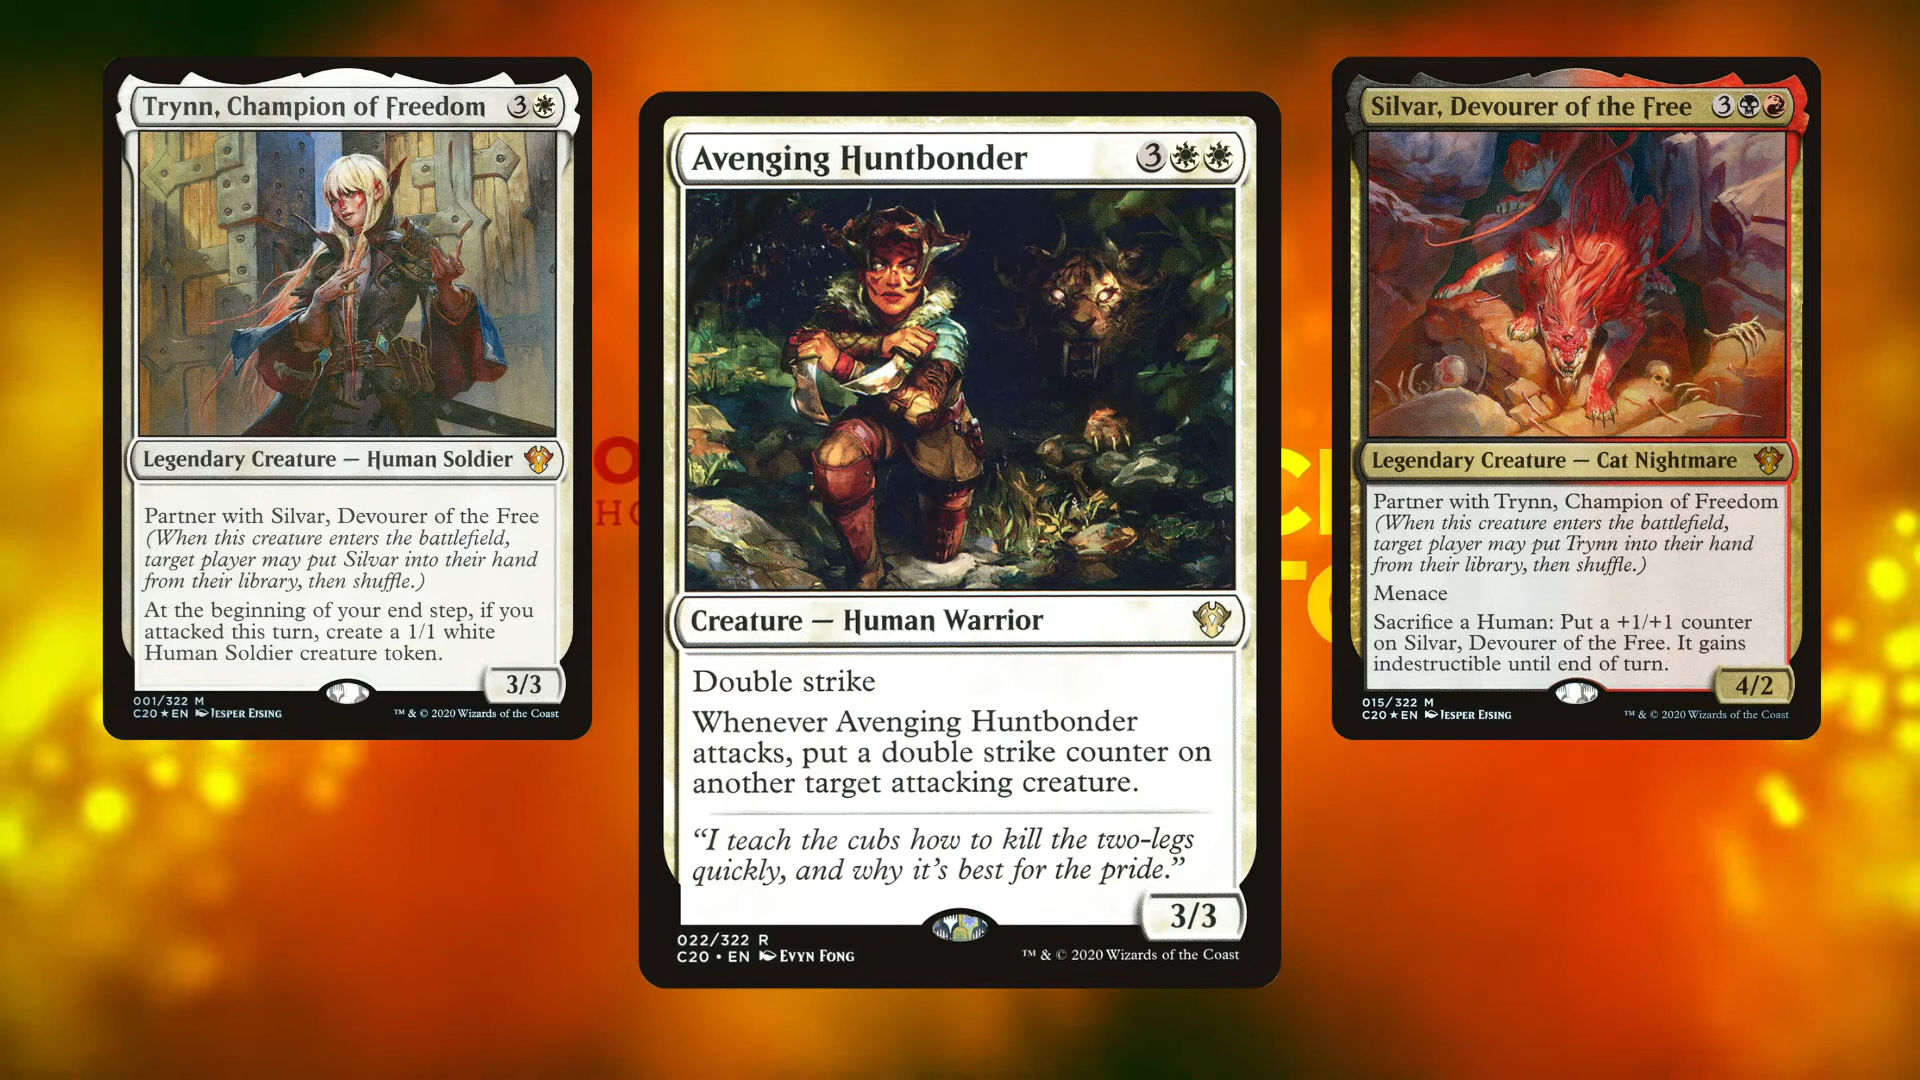 Trynn, Champion of Freedom 3
Legendary Creature — Human Soldier
Partner with Silvar, Devourer of the Free
(When this creature enters the battlefield,
target player may put Silvar into their hand
from their library, then shuffle.)
At the beginning of your end step, if you
attacked this turn, create a 1/1 white
Human Soldier creature token.
3/3
001/322 M
C20 ★ EN Jesper Ejsing
™ & © 2020 Wizards of the Coast
Avenging Huntbonder 3
Creature — Human Warrior
Double strike
Whenever Avenging Huntbonder
attacks, put a double strike counter on
another target attacking creature.
“I teach the cubs how to kill the two-legs
quickly, and why it’s best for the pride.”
3/3
022/322 R
C20 • EN Evyn Fong
™ & © 2020 Wizards of the Coast
Silvar, Devourer of the Free 3
Legendary Creature — Cat Nightmare
Partner with Trynn, Champion of Freedom
(When this creature enters the battlefield,
target player may put Trynn into their hand
from their library, then shuffle.)
Menace
Sacrifice a Human: Put a +1/+1 counter
on Silvar, Devourer of the Free. It gains
indestructible until end of turn.
4/2
015/322 M
C20 ★ EN Jesper Ejsing
™ & © 2020 Wizards of the Coast